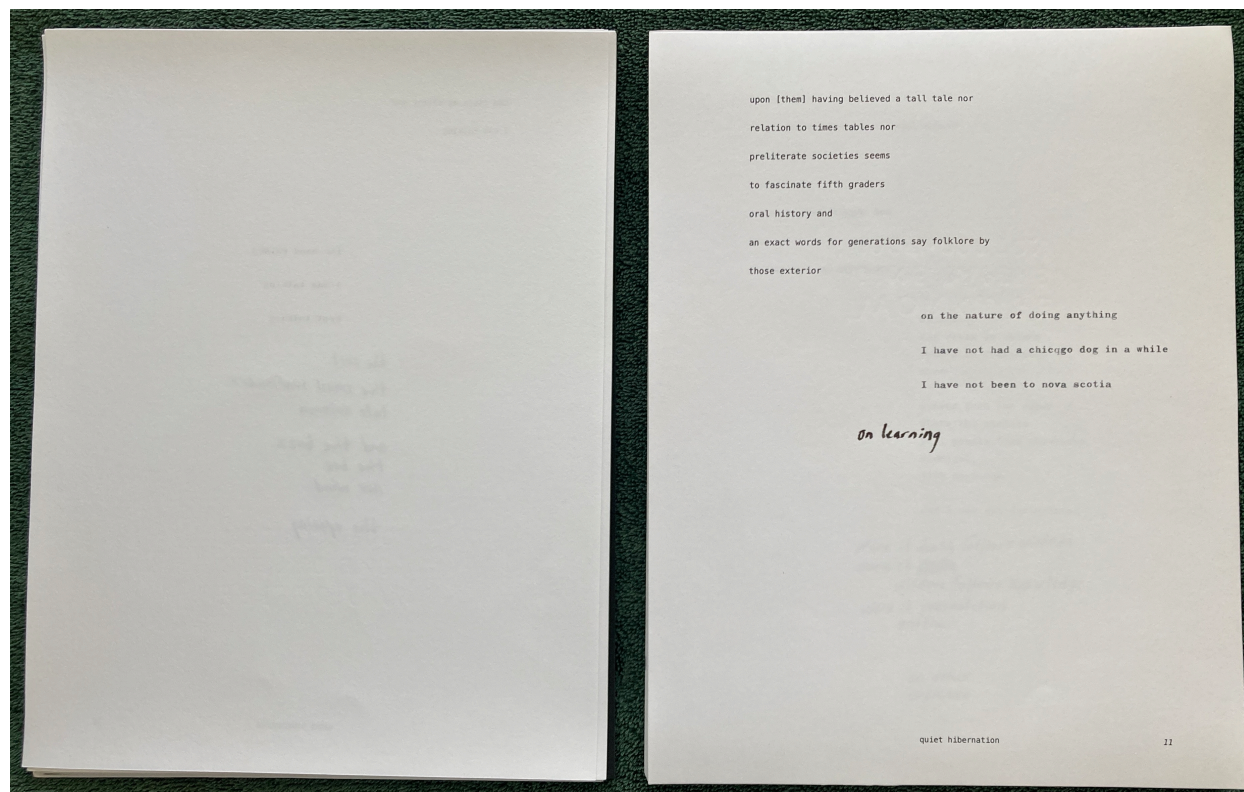 upon [them] having believed a tall tale nor
relation to times tables nor
preliterate societies seems
to fascinate fifth graders
oral history and
an exact words for generations say folklore by
those exterior
on the nature of doing anything
I have not had a chicqgo dog in a while
I have not been to nova scotia
on learning
quiet hibernation
11